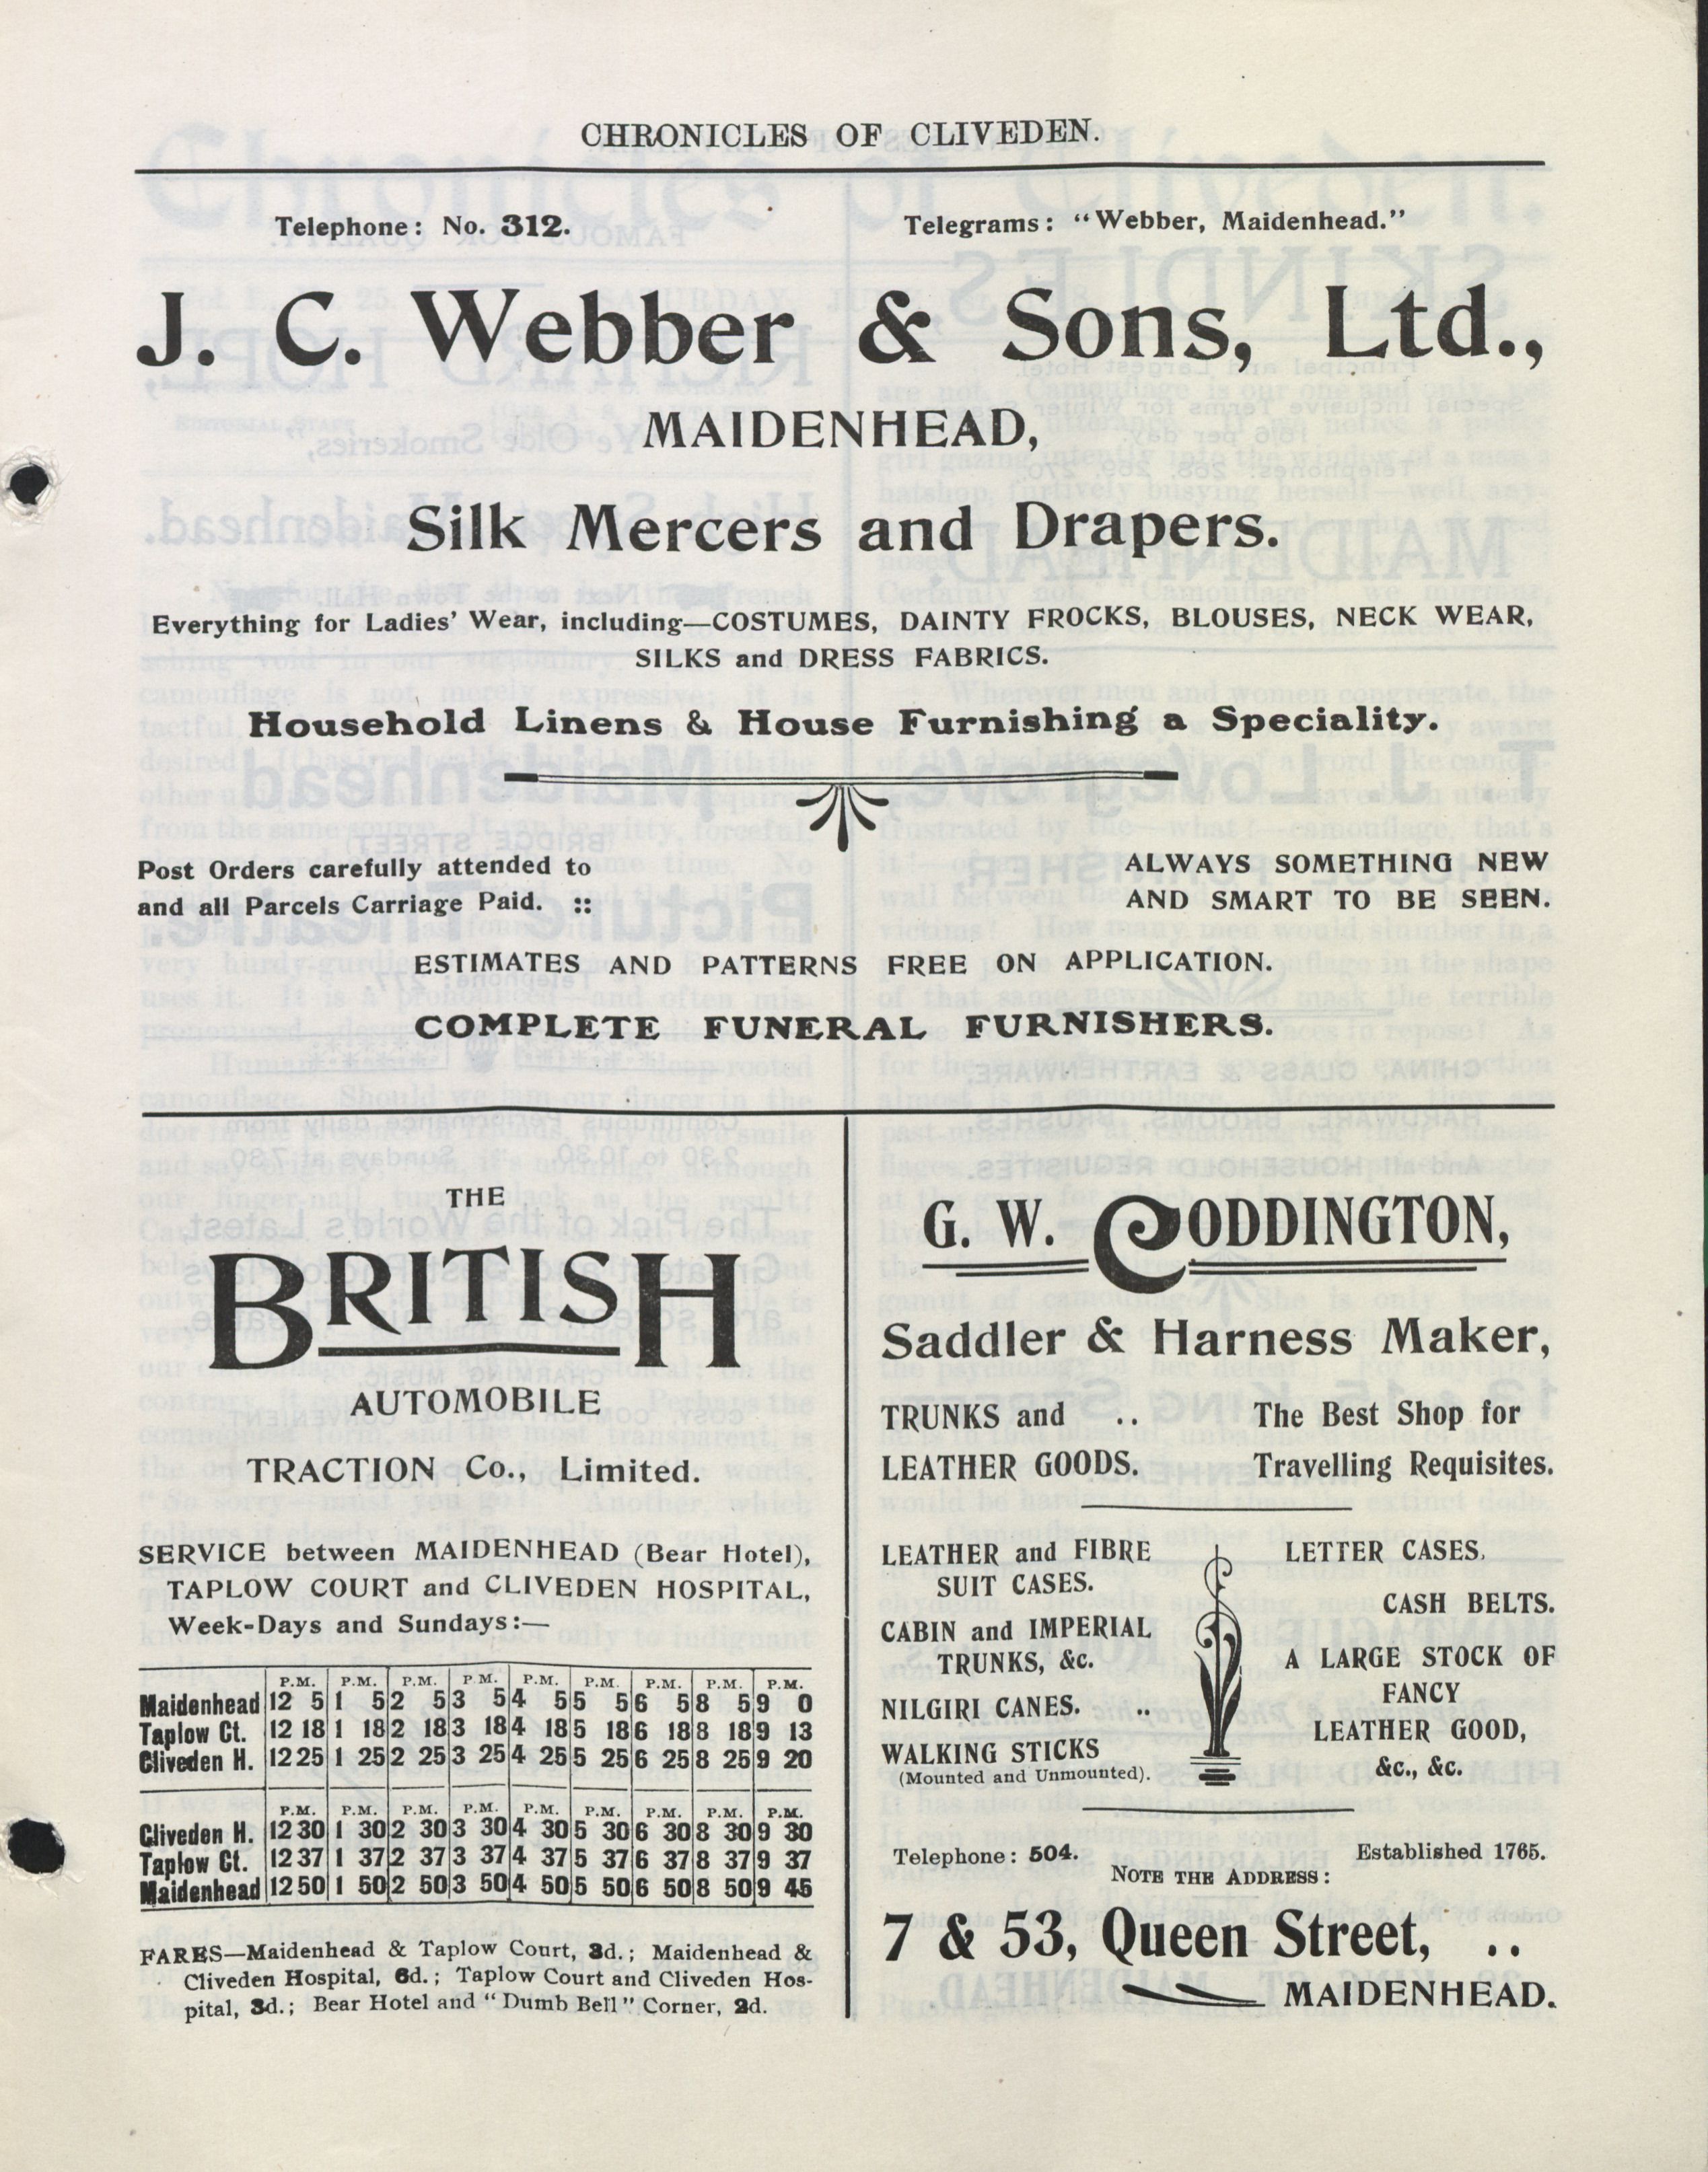 CHRONICLES OF CLIVEDEN.
Telephone: No. 312.
Telegrams: "Webber, Maidenhead."
J. C. Webber & Sons, Ltd.,
MAIDENHEAD,
Silk Mercers and Drapers.
Everything for Ladies' Wear, including—COSTUMES, DAINTY FROCKS, BLOUSES, NECK WEAR,
SILKS and DRESS FABRICS.
Household Linens & House Furnishing a Speciality.
Post Orders carefully attended to
and all Parcels Carriage Paid. ::
ALWAYS SOMETHING NEW
AND SMART TO BE SEEN.
ESTIMATES AND PATTERNS FREE ON APPLICATION.
COMPLETE FUNERAL FURNISHERS.
THE
BRITISH
AUTOMOBILE
TRACTION Co., Limited.
SERVICE between MAIDENHEAD (Bear Hotel),
TAPLOW COURT and CLIVEDEN HOSPITAL,
Week-Days and Sundays:—
P.M. P.M. P.M. P.M. P.M. P.M. P.M. P.M. P.M.
Maidenhead 12 5 1 5 2 5 3 5 4 5 5 5 6 5 8 5 9 0
Taplow Ct. 12 18 1 18 2 18 3 18 4 18 5 18 6 18 8 18 9 13
Cliveden H. 12 25 1 25 2 25 3 25 4 25 5 25 6 25 8 25 9 20
P.M. P.M. P.M. P.M. P.M. P.M. P.M. P.M. P.M.
Cliveden H. 12 30 1 30 2 30 3 30 4 30 5 30 6 30 8 30 9 30
Taplow Ct. 12 37 1 37 2 37 3 37 4 37 5 37 6 37 8 37 9 37
Maidenhead 12 50 1 50 2 50 3 50 4 50 5 50 6 50 8 50 9 45
FARES—Maidenhead & Taplow Court, 3d.; Maidenhead &
Cliveden Hospital, 6d.; Taplow Court and Cliveden Hos-
pital, 3d.; Bear Hotel and "Dumb Bell" Corner, 2d.
G. W. CODDINGTON,
Saddler & Harness Maker,
TRUNKS and ..
LEATHER GOODS.
The Best Shop for
Travelling Requisites.
LEATHER and FIBRE
SUIT CASES.
CABIN and IMPERIAL
TRUNKS, &c.
NILGIRI CANES. ..
WALKING STICKS
(Mounted and Unmounted).
LETTER CASES.
CASH BELTS.
A LARGE STOCK OF
FANCY
LEATHER GOOD,
&c., &c.
Telephone: 504.
Established 1765.
NOTE THE ADDRESS:
7 & 53, Queen Street, ..
MAIDENHEAD.